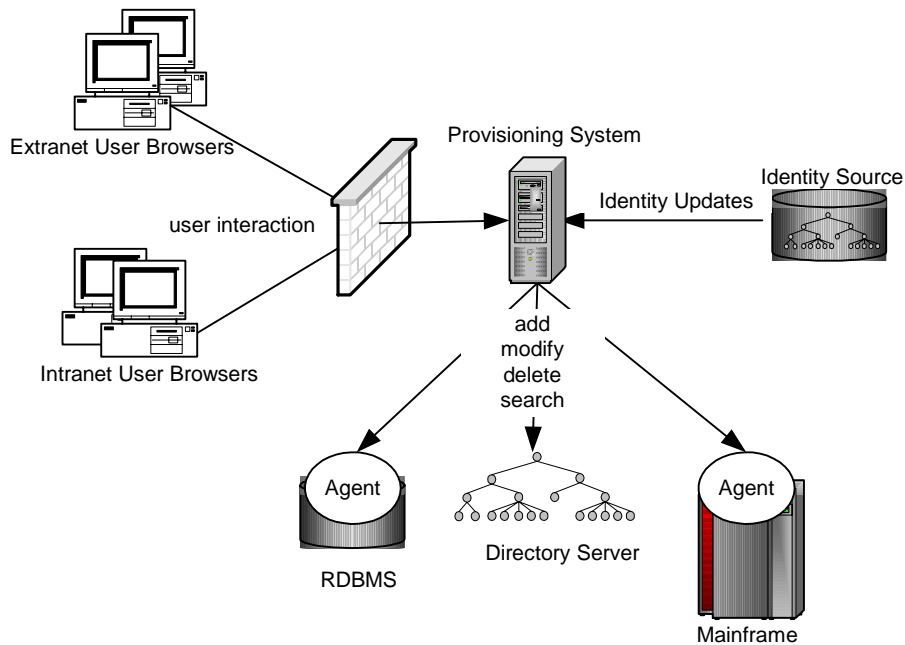 Extranet User Browsers
Provisioning System
Identity Source
user interaction
Identity Updates
Intranet User Browsers
add
modify
delete
search
Agent
RDBMS
Directory Server
Agent
Mainframe